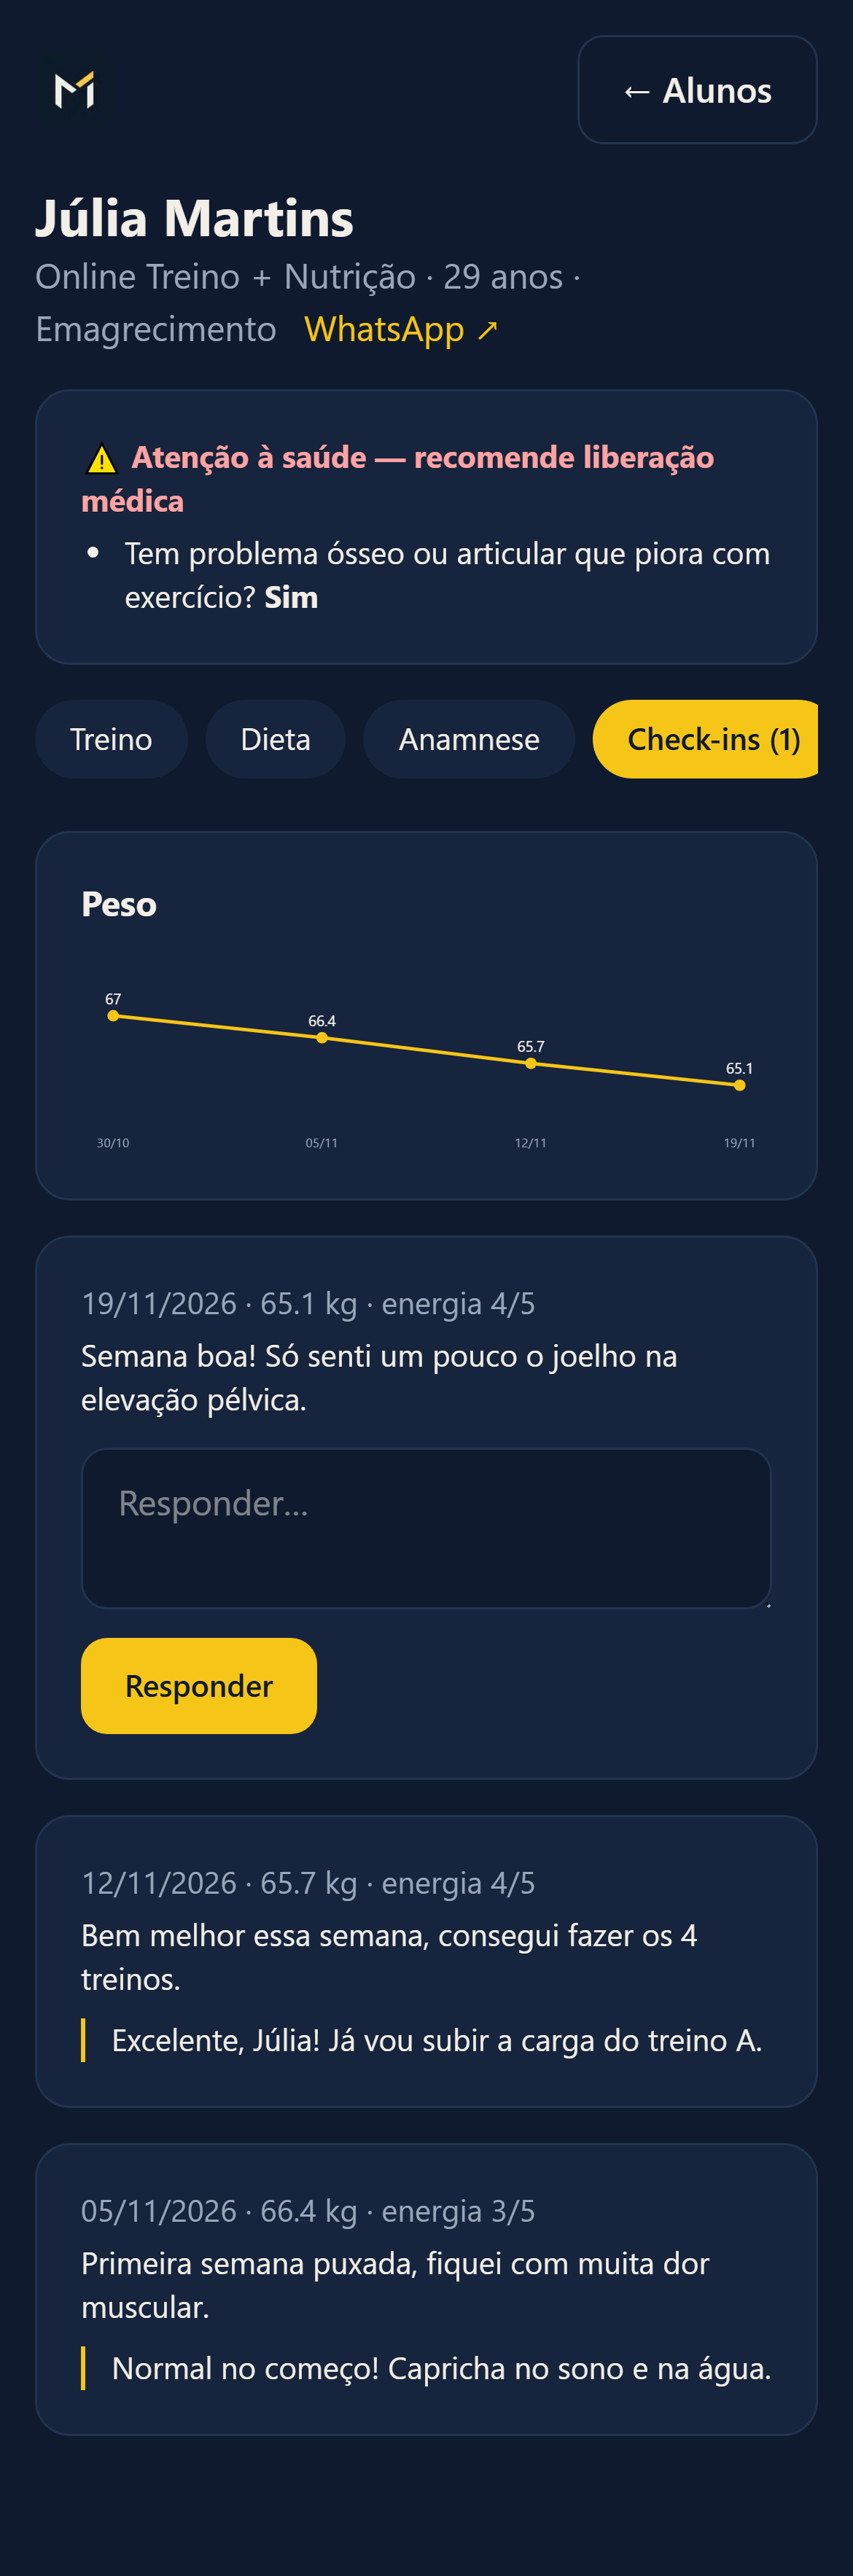 ← Alunos
Júlia Martins
Online Treino + Nutrição · 29 anos ·
Emagrecimento WhatsApp ↗
⚠️ Atenção à saúde — recomende liberação
médica
• Tem problema ósseo ou articular que piora com
exercício? Sim
Treino Dieta Anamnese Check-ins (1)
Peso
67
66.4
65.7
65.1
30/10 05/11 12/11 19/11
19/11/2026 · 65.1 kg · energia 4/5
Semana boa! Só senti um pouco o joelho na
elevação pélvica.
Responder...
Responder
12/11/2026 · 65.7 kg · energia 4/5
Bem melhor essa semana, consegui fazer os 4
treinos.
Excelente, Júlia! Já vou subir a carga do treino A.
05/11/2026 · 66.4 kg · energia 3/5
Primeira semana puxada, fiquei com muita dor
muscular.
Normal no começo! Capricha no sono e na água.